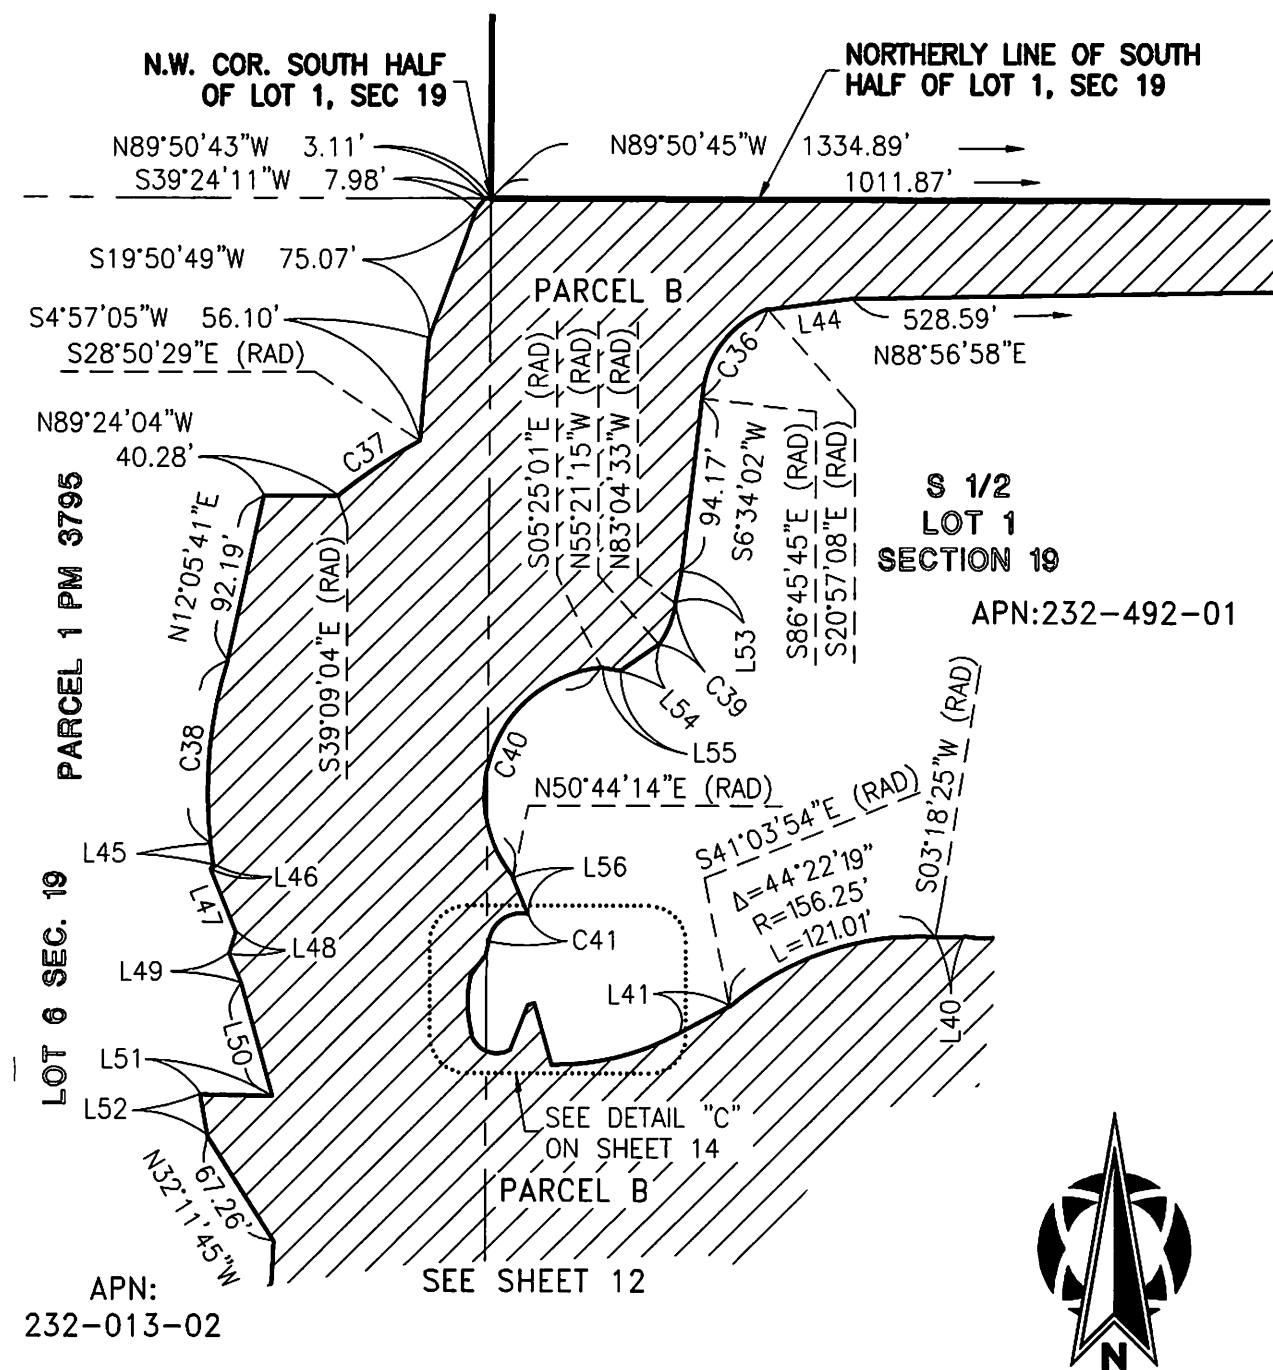 N.W. COR. SOUTH HALF
OF LOT 1, SEC 19
NORTHERLY LINE OF SOUTH
HALF OF LOT 1, SEC 19
N89°50'43"W 3.11'
S39°24'11"W 7.98'
N89°50'45"W 1334.89'
1011.87'
S19°50'49"W 75.07'
S4°57'05"W 56.10'
S28°50'29"E (RAD)
N89°24'04"W
40.28'
PARCEL B
L44
528.59'
N88°56'58"E
C36
C37
S05°25'01"E (RAD)
N55°21'15"W (RAD)
N83°04'33"W (RAD)
94.17'
S6°34'02"W
S86°45'45"E (RAD)
S20°57'08"E (RAD)
S 1/2
LOT 1
SECTION 19
APN:232-492-01
PARCEL 1 PM 3795
N12°05'41"E
92.19'
S39°09'04"E (RAD)
L53
C39
L54
L55
C38
C40
N50°44'14"E (RAD)
S41°03'54"E (RAD)
Δ=44°22'19"
R=156.25'
L=121.01'
S03°18'25"W (RAD)
L45
L46
L47
L48
L49
L50
L51
L52
L56
C41
L41
L40
LOT 6 SEC. 19
SEE DETAIL "C"
ON SHEET 14
PARCEL B
67.26'
N32°11'45"W
SEE SHEET 12
APN:
232-013-02
N